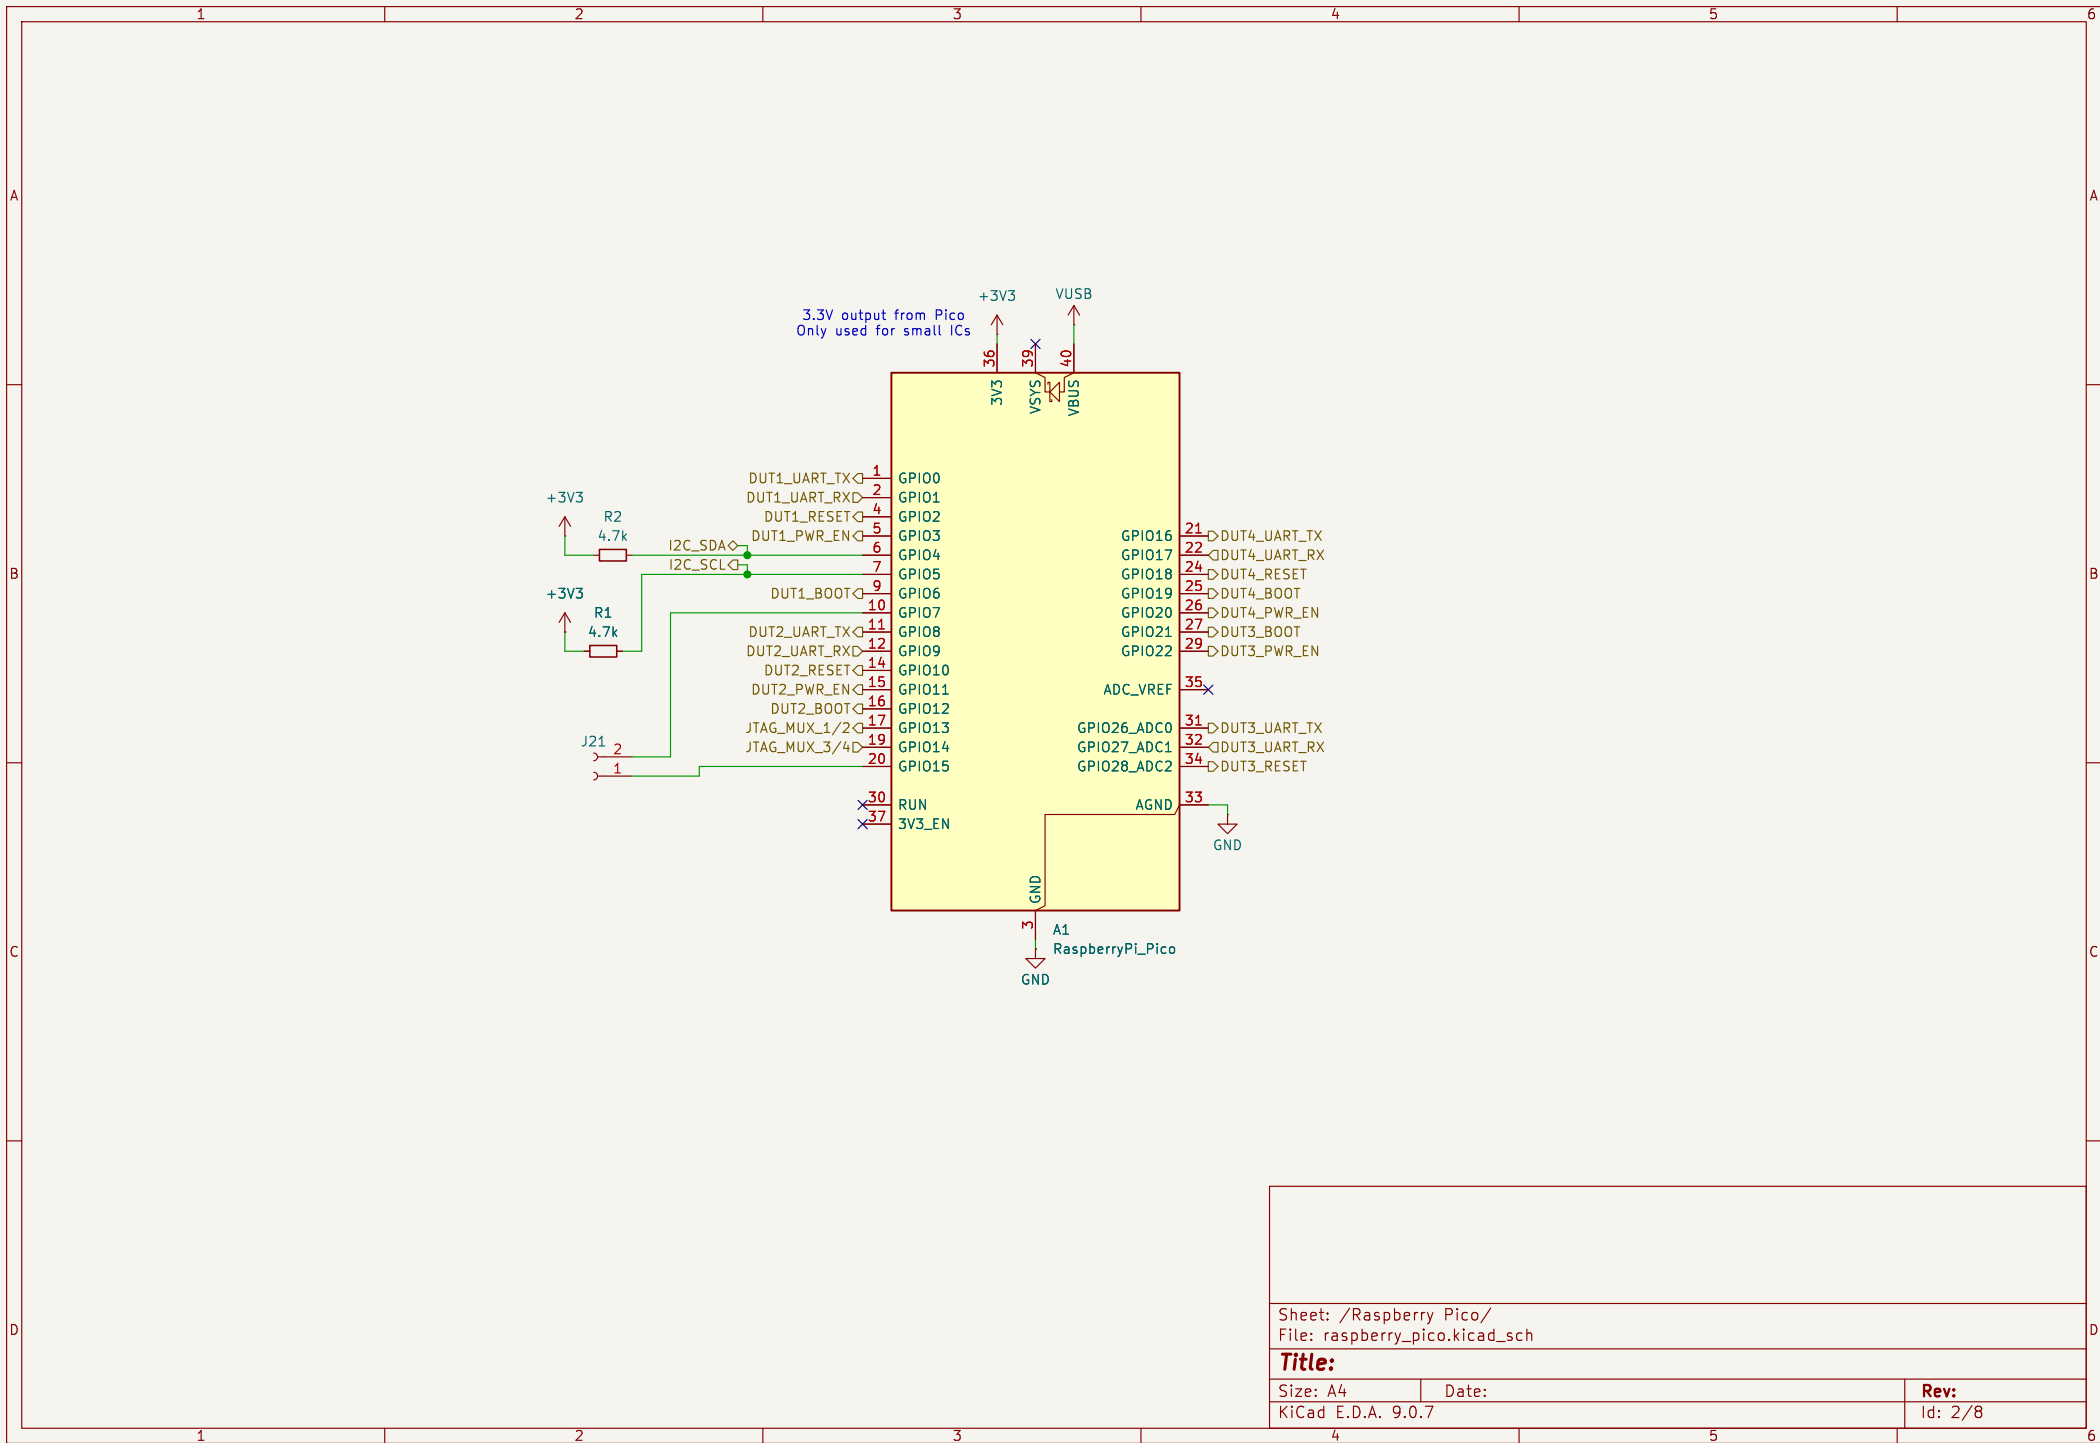 1 2 3 4 5 6
A A
B B
C C
D D
+3V3
VUSB
3.3V output from Pico
Only used for small ICs
36
39
40
3V3
VSYS
VBUS
DUT1_UART_TX 1 GPIO0
DUT1_UART_RX 2 GPIO1
DUT1_RESET 4 GPIO2
DUT1_PWR_EN 5 GPIO3
+3V3
R2
4.7k
I2C_SDA 6 GPIO4
I2C_SCL 7 GPIO5
DUT1_BOOT 9 GPIO6
+3V3
R1
4.7k
10 GPIO7
DUT2_UART_TX 11 GPIO8
DUT2_UART_RX 12 GPIO9
DUT2_RESET 14 GPIO10
DUT2_PWR_EN 15 GPIO11
DUT2_BOOT 16 GPIO12
JTAG_MUX_1/2 17 GPIO13
JTAG_MUX_3/4 19 GPIO14
20 GPIO15
J21
2
1
30 RUN
37 3V3_EN
GPIO16 21 DUT4_UART_TX
GPIO17 22 DUT4_UART_RX
GPIO18 24 DUT4_RESET
GPIO19 25 DUT4_BOOT
GPIO20 26 DUT4_PWR_EN
GPIO21 27 DUT3_BOOT
GPIO22 29 DUT3_PWR_EN
ADC_VREF 35
GPIO26_ADC0 31 DUT3_UART_TX
GPIO27_ADC1 32 DUT3_UART_RX
GPIO28_ADC2 34 DUT3_RESET
AGND 33
GND
GND
3
A1
RaspberryPi_Pico
GND
Sheet: /Raspberry Pico/
File: raspberry_pico.kicad_sch
Title:
Size: A4 Date: Rev:
KiCad E.D.A. 9.0.7 Id: 2/8
1 2 3 4 5 6